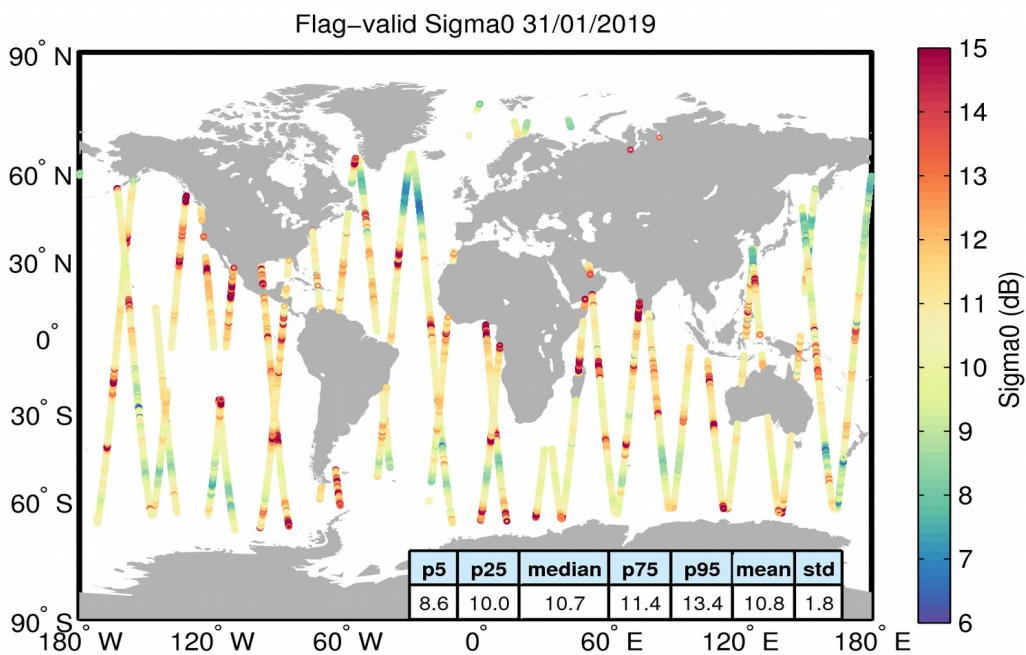 Flag−valid Sigma0 31/01/2019
90° N
60° N
30° N
0°
30° S
60° S
90° S
180° W
120° W
60° W
0°
60° E
120° E
180° E
p5 p25 median p75 p95 mean std
8.6 10.0 10.7 11.4 13.4 10.8 1.8
15
14
13
12
11
10
9
8
7
6
Sigma0 (dB)